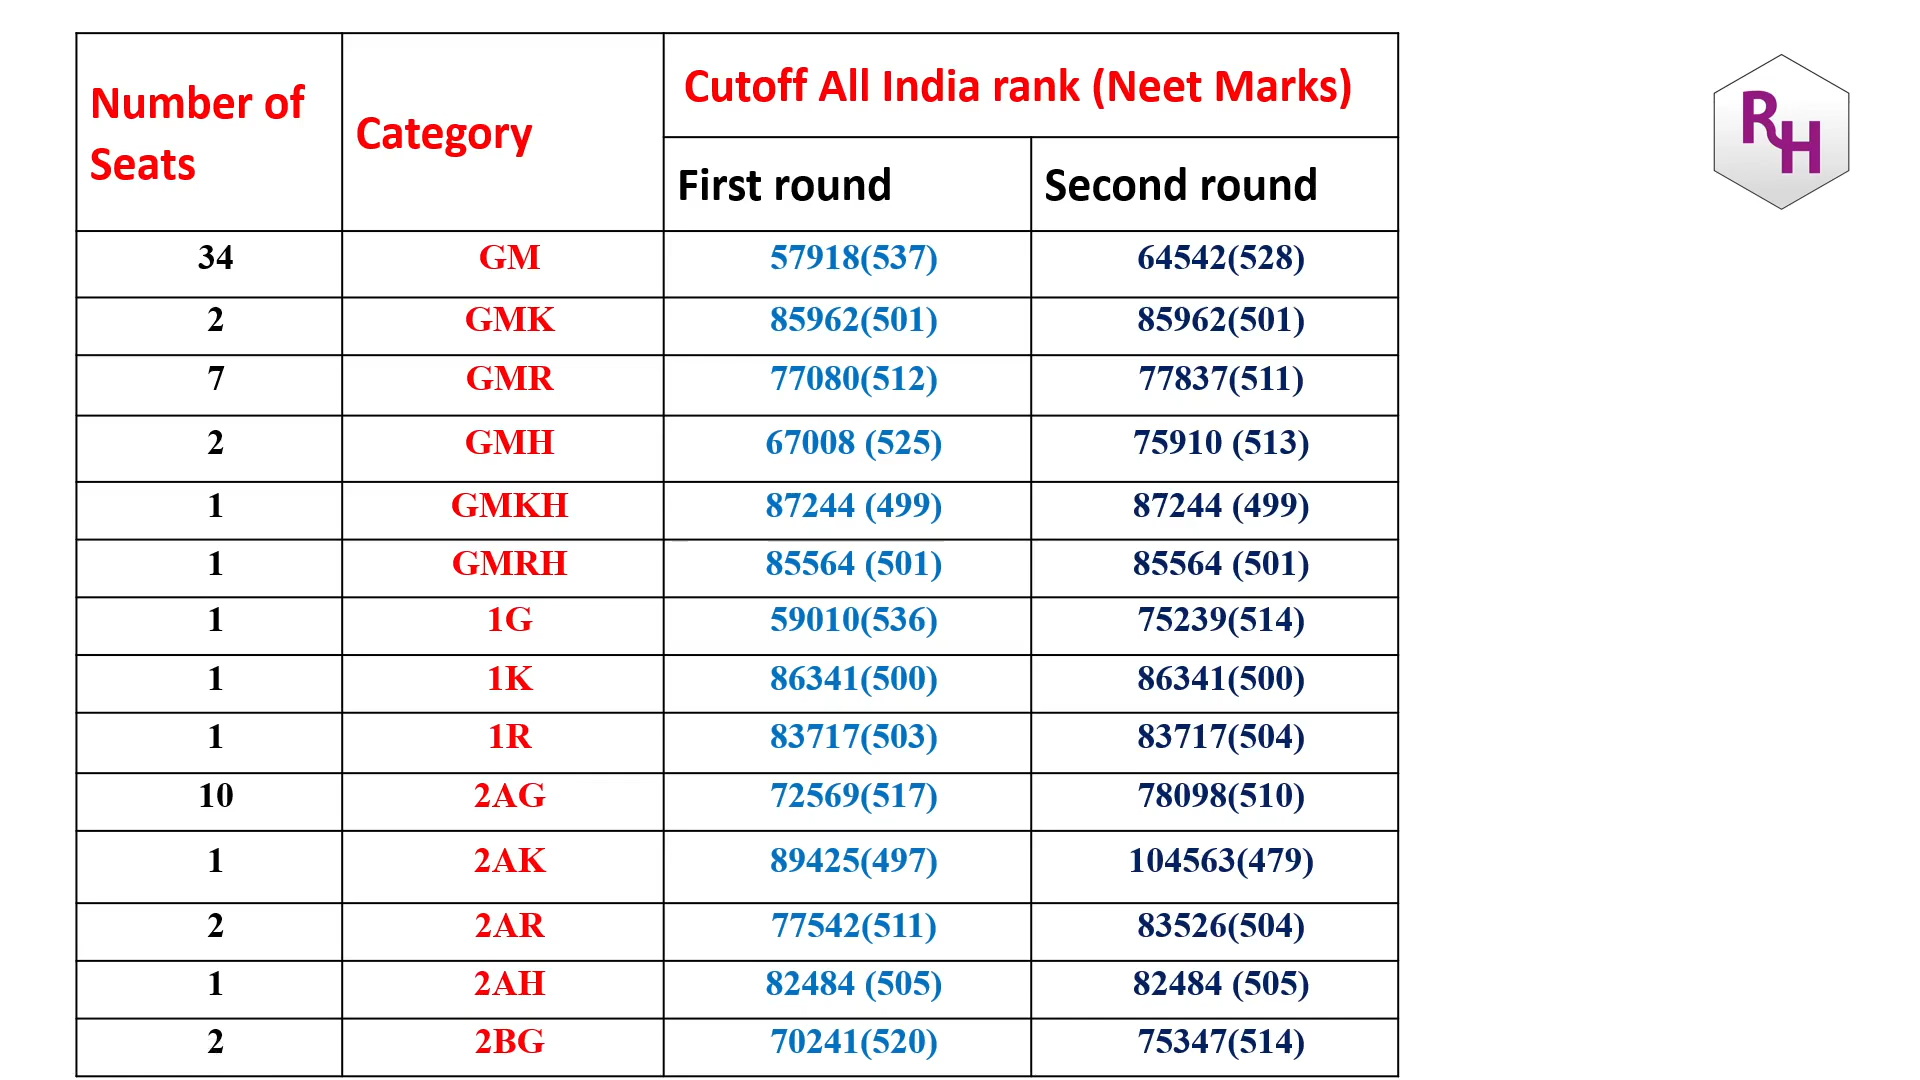 Number of Seats Category Cutoff All India rank (Neet Marks)
First round Second round
34 GM 57918(537) 64542(528)
2 GMK 85962(501) 85962(501)
7 GMR 77080(512) 77837(511)
2 GMH 67008 (525) 75910 (513)
1 GMKH 87244 (499) 87244 (499)
1 GMRH 85564 (501) 85564 (501)
1 1G 59010(536) 75239(514)
1 1K 86341(500) 86341(500)
1 1R 83717(503) 83717(504)
10 2AG 72569(517) 78098(510)
1 2AK 89425(497) 104563(479)
2 2AR 77542(511) 83526(504)
1 2AH 82484 (505) 82484 (505)
2 2BG 70241(520) 75347(514)
RH